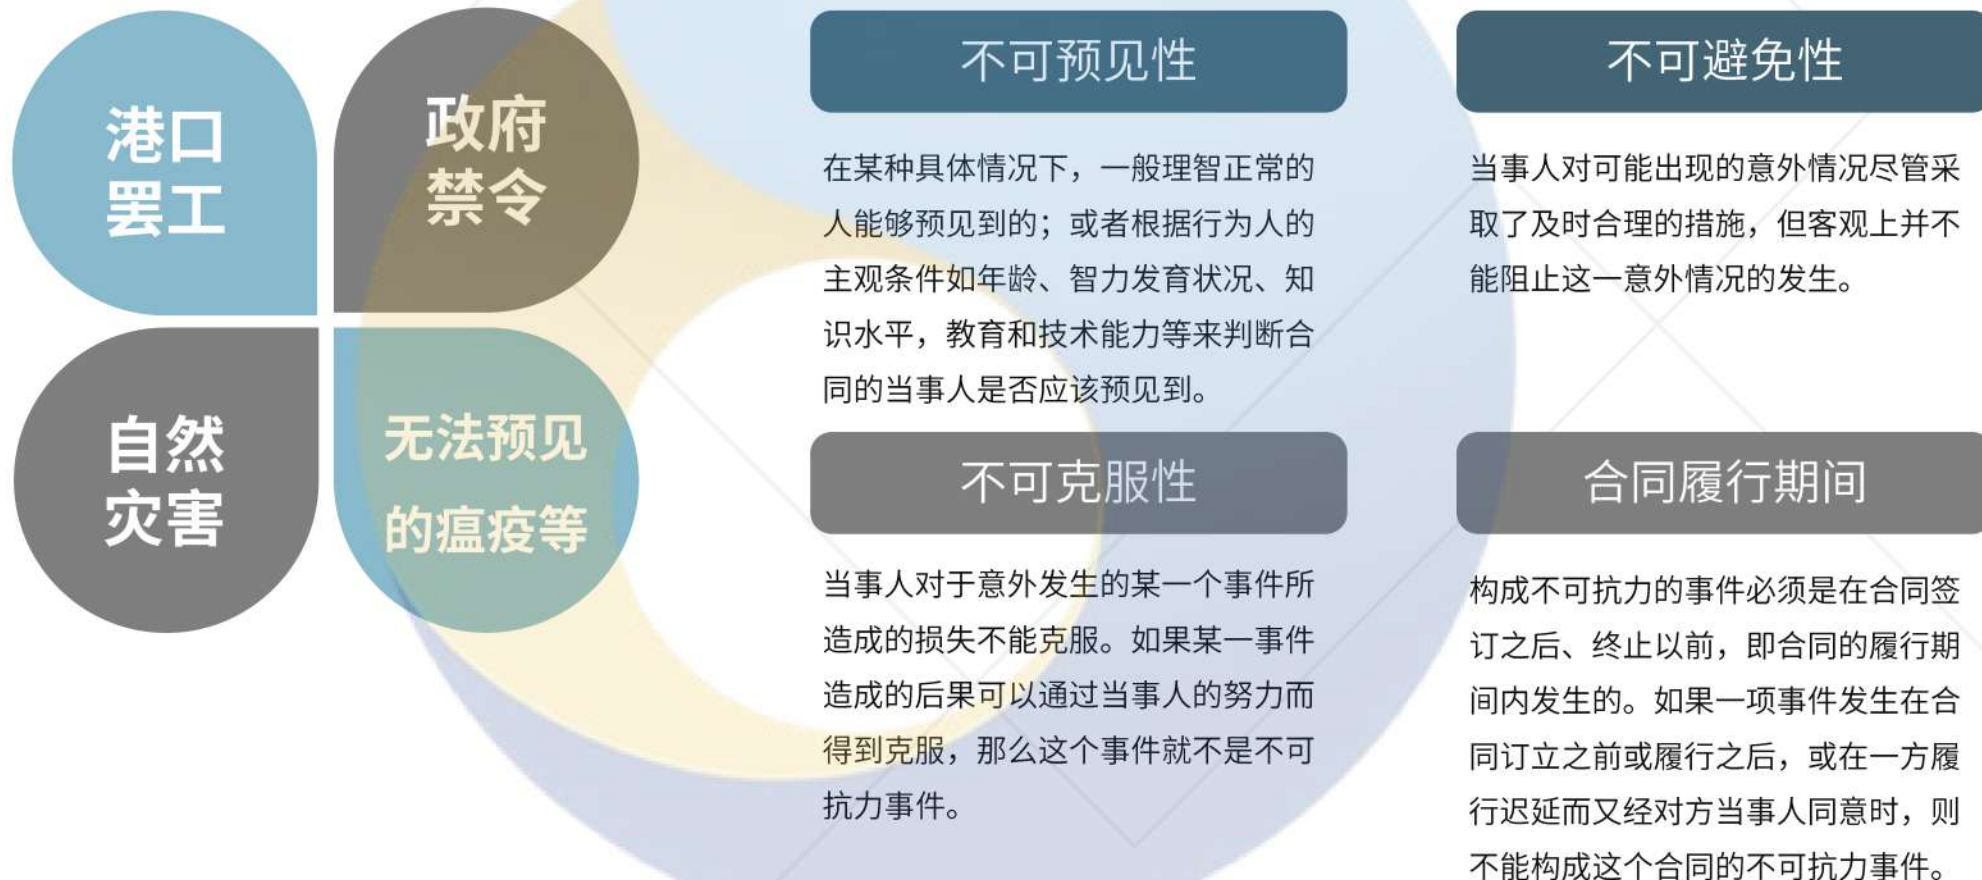 港口
罢工
政府
禁令
自然
灾害
无法预见
的瘟疫等
不可预见性
在某种具体情况下，一般理智正常的
人能够预见到的；或者根据行为人的
主观条件如年龄、智力发育状况、知
识水平，教育和技术能力等来判断合
同的当事人是否应该预见到。
不可避免性
当事人对可能出现的意外情况尽管采
取了及时合理的措施，但客观上并不
能阻止这一意外情况的发生。
不可克服性
当事人对于意外发生的某一个事件所
造成的损失不能克服。如果某一事件
造成的后果可以通过当事人的努力而
得到克服，那么这个事件就不是不可
抗力事件。
合同履行期间
构成不可抗力的事件必须是在合同签
订之后、终止以前，即合同的履行期
间内发生的。如果一项事件发生在合
同订立之前或履行之后，或在一方履
行迟延而又经对方当事人同意时，则
不能构成这个合同的不可抗力事件。